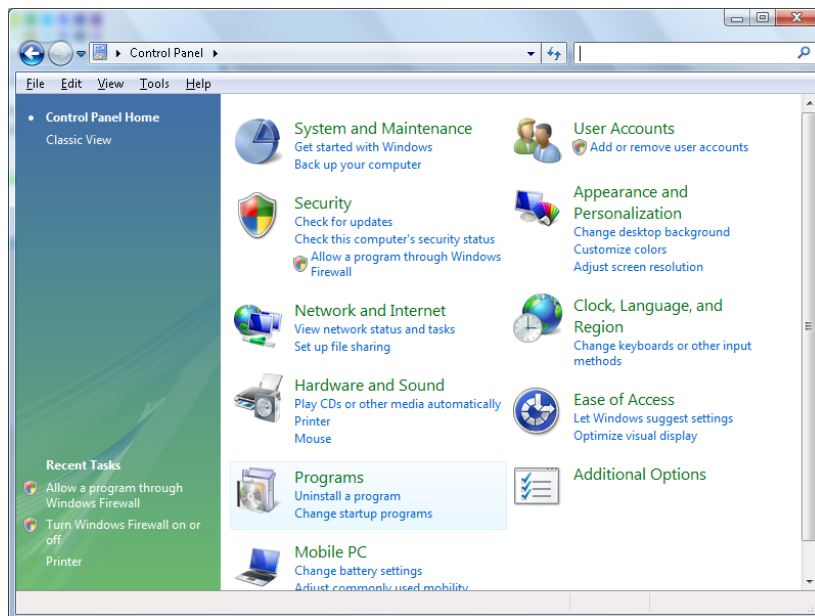 Control Panel
File Edit View Tools Help
Control Panel Home
Classic View
System and Maintenance
Get started with Windows
Back up your computer
Security
Check for updates
Check this computer's security status
Allow a program through Windows
Firewall
Network and Internet
View network status and tasks
Set up file sharing
Hardware and Sound
Play CDs or other media automatically
Printer
Mouse
Programs
Uninstall a program
Change startup programs
Mobile PC
Change battery settings
Adjust commonly used mobility
User Accounts
Add or remove user accounts
Appearance and
Personalization
Change desktop background
Customize colors
Adjust screen resolution
Clock, Language, and
Region
Change keyboards or other input
methods
Ease of Access
Let Windows suggest settings
Optimize visual display
Additional Options
Recent Tasks
Allow a program through
Windows Firewall
Turn Windows Firewall on or
off
Printer